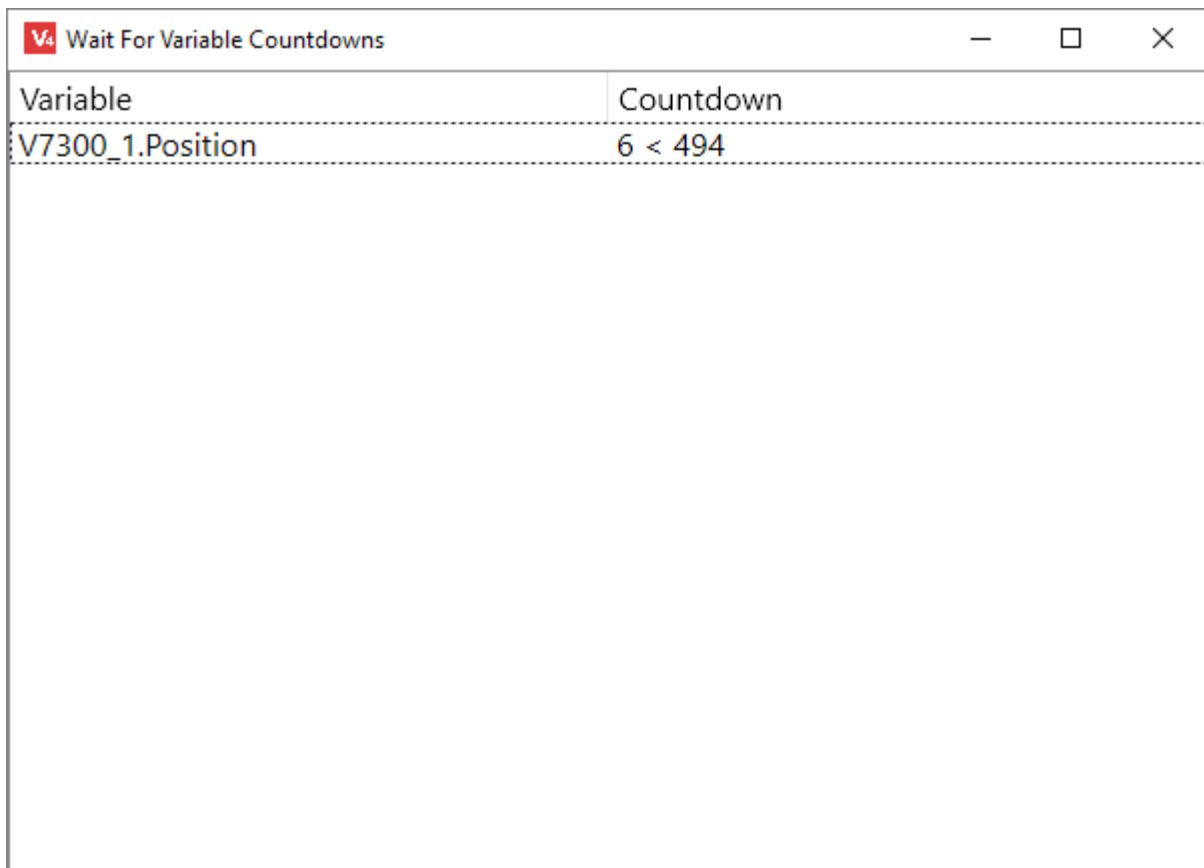 V4 Wait For Variable Countdowns
Variable Countdown
V7300_1.Position 6 < 494